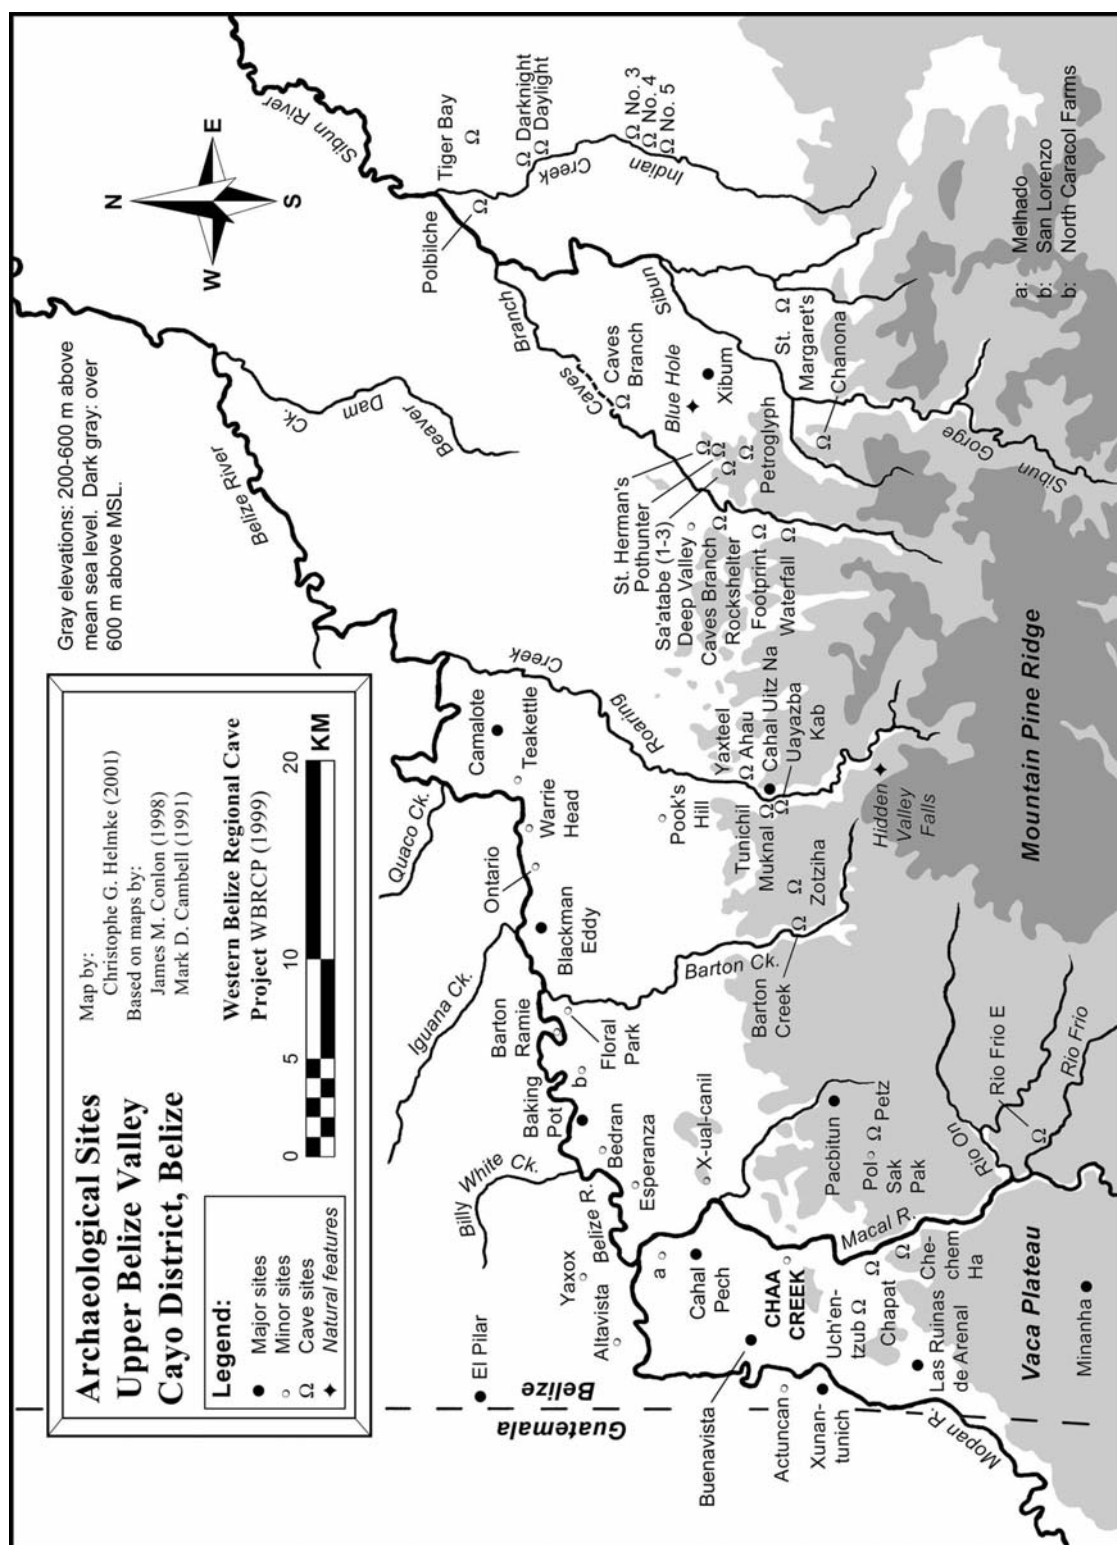 Archaeological Sites
Upper Belize Valley
Cayo District, Belize
Map by:
Christophe G. Helmke (2001)
Based on maps by:
James M. Conlon (1998)
Mark D. Cambell (1991)
Western Belize Regional Cave
Project WBRCP (1999)
Legend:
Major sites
Minor sites
Cave sites
Natural features
0
5
10
20
KM
Gray elevations: 200-600 m above
mean sea level. Dark gray: over
600 m above MSL.
N
W
E
S
Guatemala
Belize
El Pilar
Yaxox
Altavista
Billy White Ck.
Belize R.
Bedran
Esperanza
Baking
Pot
b
Barton
Ramie
Floral
Park
Iguana Ck.
Blackman
Eddy
Ontario
Quaco Ck.
Warrie
Head
Teakettle
Camalote
Roaring Creek
Belize River
Beaver Dam Ck.
Sibun River
Tiger Bay
Polbilche
Darknight
Daylight
Indian Creek
No. 3
No. 4
No. 5
Caves Branch
Caves
Branch
Blue Hole
Xibum
Sibun
St.
Margaret's
Chanona
Sibun Gorge
St. Herman's
Pothunter
Sa'atabe (1-3)
Deep Valley
Caves Branch
Rockshelter
Footprint
Waterfall
Petroglyph
Pook's
Hill
Yaxteel
Ahau
Cahal Uitz Na
Uayazba
Kab
Tunichil
Muknal
Zotziha
Hidden
Valley
Falls
Barton Ck.
Barton
Creek
X-ual-canil
a
Cahal
Pech
CHAA
CREEK
Buenavista
Actuncan
Xunan-
tunich
Mopan R.
Uch'en-
tzub
Chapat
Las Ruinas
de Arenal
Che-
chem
Ha
Macal R.
Pacbitun
Pol
Sak
Pak
Petz
Rio On
Rio Frio E
Rio Frio
Vaca Plateau
Minanha
Mountain Pine Ridge
a: Melhado
b: San Lorenzo
b: North Caracol Farms